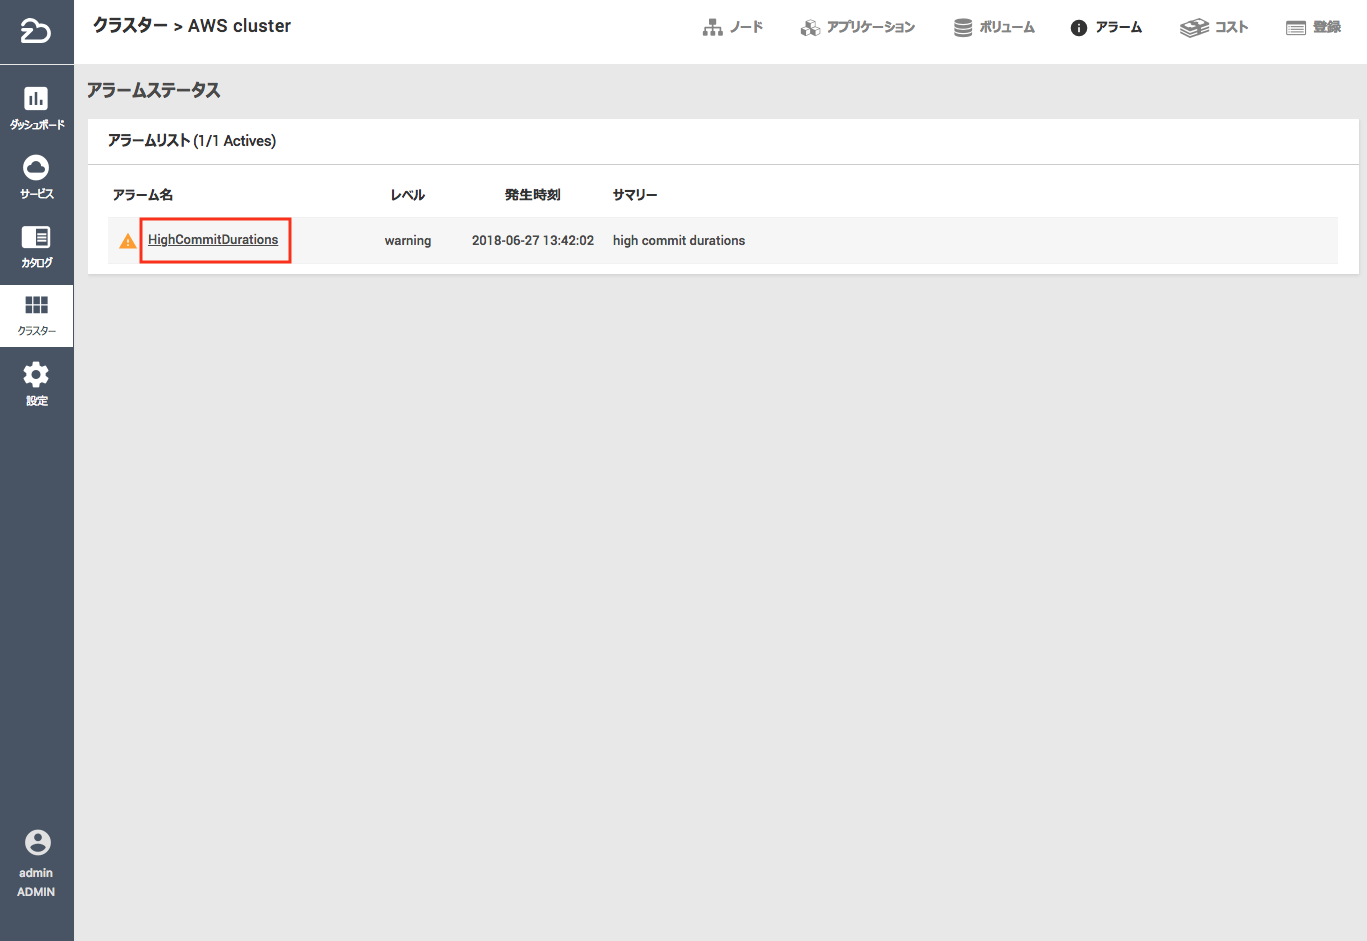 クラスター > AWS cluster
ノード
アプリケーション
ボリューム
アラーム
コスト
登録
ダッシュボード
サービス
カタログ
クラスター
設定
admin
ADMIN
アラームステータス
アラームリスト (1/1 Actives)
アラーム名 レベル 発生時刻 サマリー
HighCommitDurations warning 2018-06-27 13:42:02 high commit durations